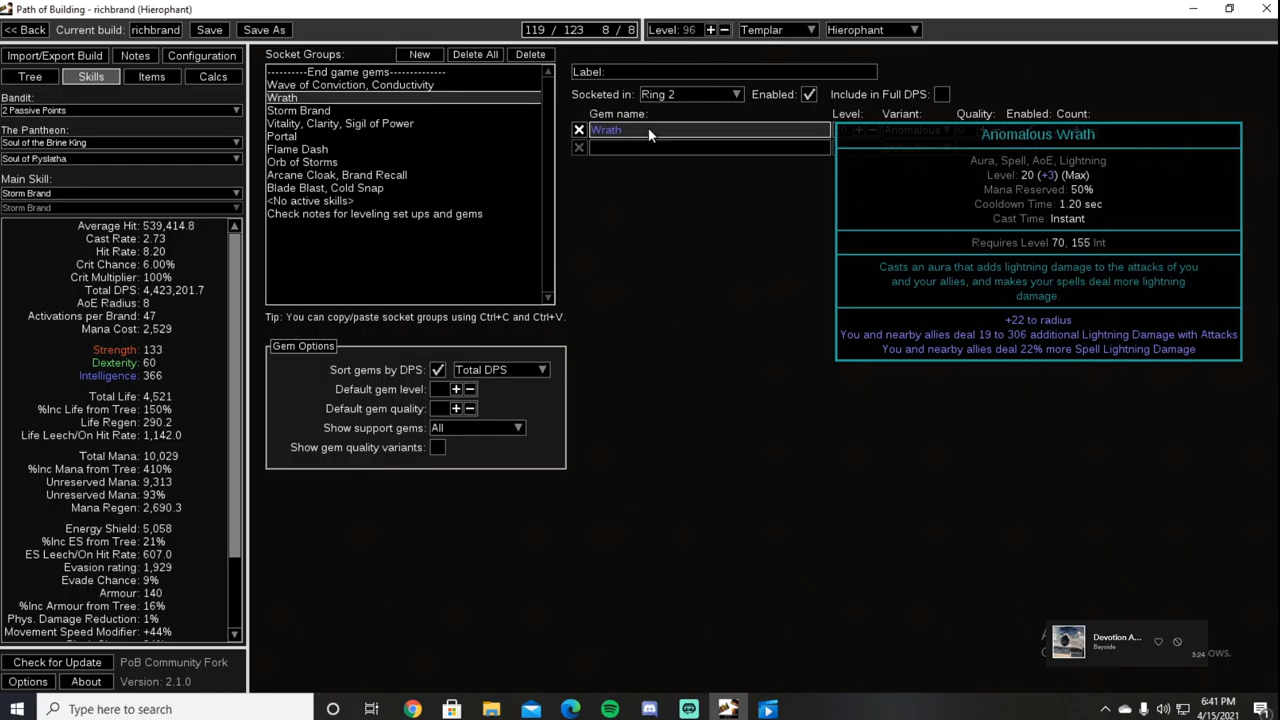 Path of Building - richbrand (Hierophant)
<< Back Current build: richbrand Save Save As 119 / 123 8 / 8 Level: 96 + − Templar Hierophant
Import/Export Build Notes Configuration
Tree Skills Items Calcs
Bandit:
2 Passive Points
The Pantheon:
Soul of the Brine King
Soul of Ryslatha
Main Skill:
Storm Brand
Storm Brand
Average Hit: 539,414.8
Cast Rate: 2.73
Hit Rate: 8.20
Crit Chance: 6.00%
Crit Multiplier: 100%
Total DPS: 4,423,201.7
AoE Radius: 8
Activations per Brand: 47
Mana Cost: 2,529
Strength: 133
Dexterity: 60
Intelligence: 366
Total Life: 4,521
%Inc Life from Tree: 150%
Life Regen: 290.2
Life Leech/On Hit Rate: 1,142.0
Total Mana: 10,029
%Inc Mana from Tree: 410%
Unreserved Mana: 9,313
Unreserved Mana: 93%
Mana Regen: 2,690.3
Energy Shield: 5,058
%Inc ES from Tree: 21%
ES Leech/On Hit Rate: 607.0
Evasion rating: 1,929
Evade Chance: 9%
Armour: 140
%Inc Armour from Tree: 16%
Phys. Damage Reduction: 1%
Movement Speed Modifier: +44%
Check for Update PoB Community Fork
Options About Version: 2.1.0
Socket Groups: New Delete All Delete
----------End game gems--------------
Wave of Conviction, Conductivity
Wrath
Storm Brand
Vitality, Clarity, Sigil of Power
Portal
Flame Dash
Orb of Storms
Arcane Cloak, Brand Recall
Blade Blast, Cold Snap
<No active skills>
Check notes for leveling set ups and gems
Tip: You can copy/paste socket groups using Ctrl+C and Ctrl+V.
Gem Options
Sort gems by DPS: Total DPS
Default gem level: + −
Default gem quality: + −
Show support gems: All
Show gem quality variants:
Label:
Socketed in: Ring 2 Enabled: Include in Full DPS:
Gem name: Level: Variant: Quality: Enabled: Count:
Wrath
Anomalous Wrath
Aura, Spell, AoE, Lightning
Level: 20 (+3) (Max)
Mana Reserved: 50%
Cooldown Time: 1.20 sec
Cast Time: Instant
Requires Level 70, 155 Int
Casts an aura that adds lightning damage to the attacks of you
and your allies, and makes your spells deal more lightning
damage.
+22 to radius
You and nearby allies deal 19 to 306 additional Lightning Damage with Attacks
You and nearby allies deal 22% more Spell Lightning Damage
Devotion A...
Bayside
3:24
Type here to search
6:41 PM
4/15/2021